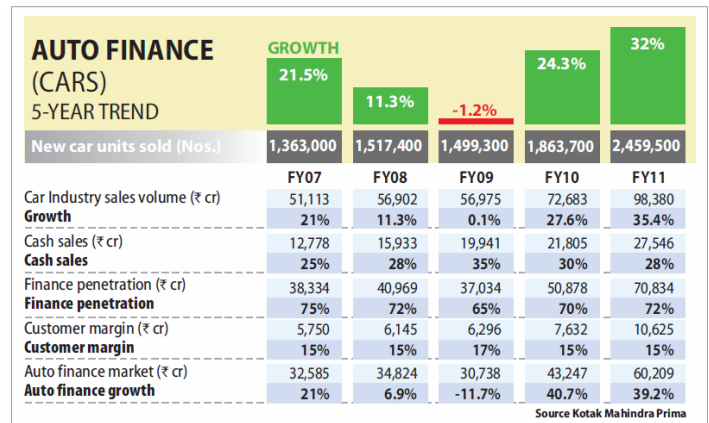 AUTO FINANCE
(CARS)
5-YEAR TREND
GROWTH
21.5% 11.3% -1.2% 24.3% 32%
New car units sold (Nos.) 1,363,000 1,517,400 1,499,300 1,863,700 2,459,500
FY07 FY08 FY09 FY10 FY11
Car Industry sales volume (₹ cr) 51,113 56,902 56,975 72,683 98,380
Growth 21% 11.3% 0.1% 27.6% 35.4%
Cash sales (₹ cr) 12,778 15,933 19,941 21,805 27,546
Cash sales 25% 28% 35% 30% 28%
Finance penetration (₹ cr) 38,334 40,969 37,034 50,878 70,834
Finance penetration 75% 72% 65% 70% 72%
Customer margin (₹ cr) 5,750 6,145 6,296 7,632 10,625
Customer margin 15% 15% 17% 15% 15%
Auto finance market (₹ cr) 32,585 34,824 30,738 43,247 60,209
Auto finance growth 21% 6.9% -11.7% 40.7% 39.2%
Source Kotak Mahindra Prima